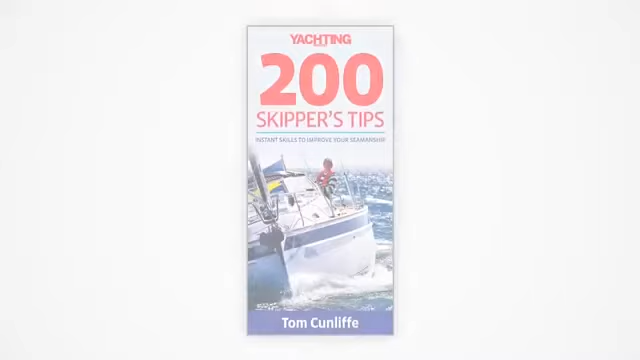 YACHTING
200
SKIPPER'S TIPS
INSTANT SKILLS TO IMPROVE YOUR SEAMANSHIP
Tom Cunliffe